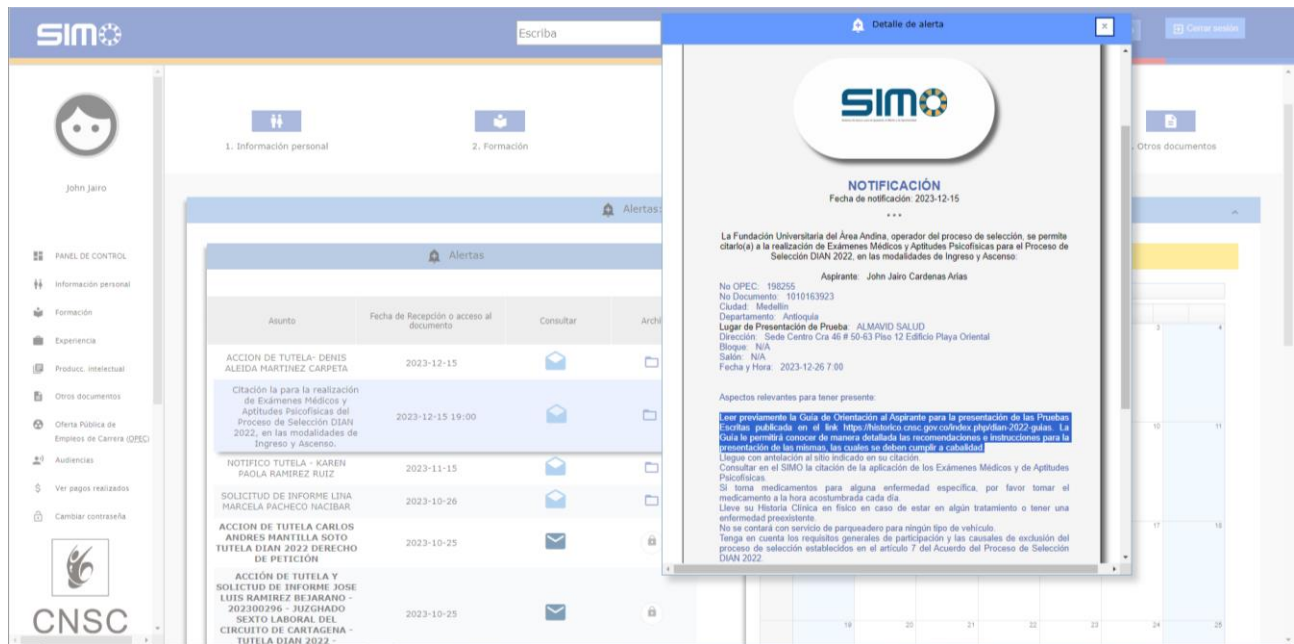 SIMO
Escriba
Cerrar sesión
1. Información personal
2. Formación
Otros documentos
John Jairo
PANEL DE CONTROL
Información personal
Formación
Experiencia
Producc. intelectual
Otros documentos
Oferta Pública de
Empleos de Carrera (OPEC)
Audiencias
Ver pagos realizados
Cambiar contraseña
CNSC
Alertas:
Alertas
Asunto
Fecha de Recepción o acceso al
documento
Consultar
Archi
ACCION DE TUTELA- DENIS
ALEIDA MARTINEZ CARPETA
2023-12-15
Citación la para la realización
de Exámenes Médicos y
Aptitudes Psicofísicas del
Proceso de Selección DIAN
2022, en las modalidades de
Ingreso y Ascenso.
2023-12-15 19:00
NOTIFICO TUTELA - KAREN
PAOLA RAMIREZ RUIZ
2023-11-15
SOLICITUD DE INFORME LINA
MARCELA PACHECO NACIBAR
2023-10-26
ACCION DE TUTELA CARLOS
ANDRES MANTILLA SOTO
TUTELA DIAN 2022 DERECHO
DE PETICIÓN
2023-10-25
ACCIÓN DE TUTELA Y
SOLICTUD DE INFORME JOSE
LUIS RAMIREZ BEJARANO -
202300296 - JUZGHADO
SEXTO LABORAL DEL
CIRCUITO DE CARTAGENA -
TUTELA DIAN 2022 -
2023-10-25
Detalle de alerta
x
SIMO
NOTIFICACIÓN
Fecha de notificación: 2023-12-15
* * *
La Fundación Universitaria del Àrea Andina, operador del proceso de selección, se permite
citarlo(a) a la realización de Exámenes Médicos y Aptitudes Psicofísicas para el Proceso de
Selección DIAN 2022, en las modalidades de Ingreso y Ascenso:
Aspirante: John Jairo Cardenas Arias
No OPEC: 198255
No Documento: 1010163923
Ciudad: Medellín
Departamento: Antioquia
Lugar de Presentación de Prueba: ALMAVID SALUD
Dirección: Sede Centro Cra 46 # 50-63 Piso 12 Edificio Playa Oriental
Bloque: N/A
Salón: N/A
Fecha y Hora: 2023-12-26 7:00
Aspectos relevantes para tener presente:
Leer previamente la Guía de Orientación al Aspirante para la presentación de las Pruebas
Escritas publicada en el link https://historico.cnsc.gov.co/index.php/dian-2022-guias. La
Guía le permitirá conocer de manera detallada las recomendaciones e instrucciones para la
presentación de las mismas, las cuales se deben cumplir a cabalidad.
Llegue con antelación al sitio indicado en su citación.
Consultar en el SIMO la citación de la aplicación de los Exámenes Médicos y de Aptitudes
Psicofísicas.
Si toma medicamentos para alguna enfermedad específica, por favor tomar el
medicamento a la hora acostumbrada cada día.
Lleve su Historia Clínica en físico en caso de estar en algún tratamiento o tener una
enfermedad preexistente.
No se contará con servicio de parqueadero para ningún tipo de vehículo.
Tenga en cuenta los requisitos generales de participación y las causales de exclusión del
proceso de selección establecidos en el artículo 7 del Acuerdo del Proceso de Selección
DIAN 2022.
3 4
10 11
17 18
19 20 21 22 23 24 25